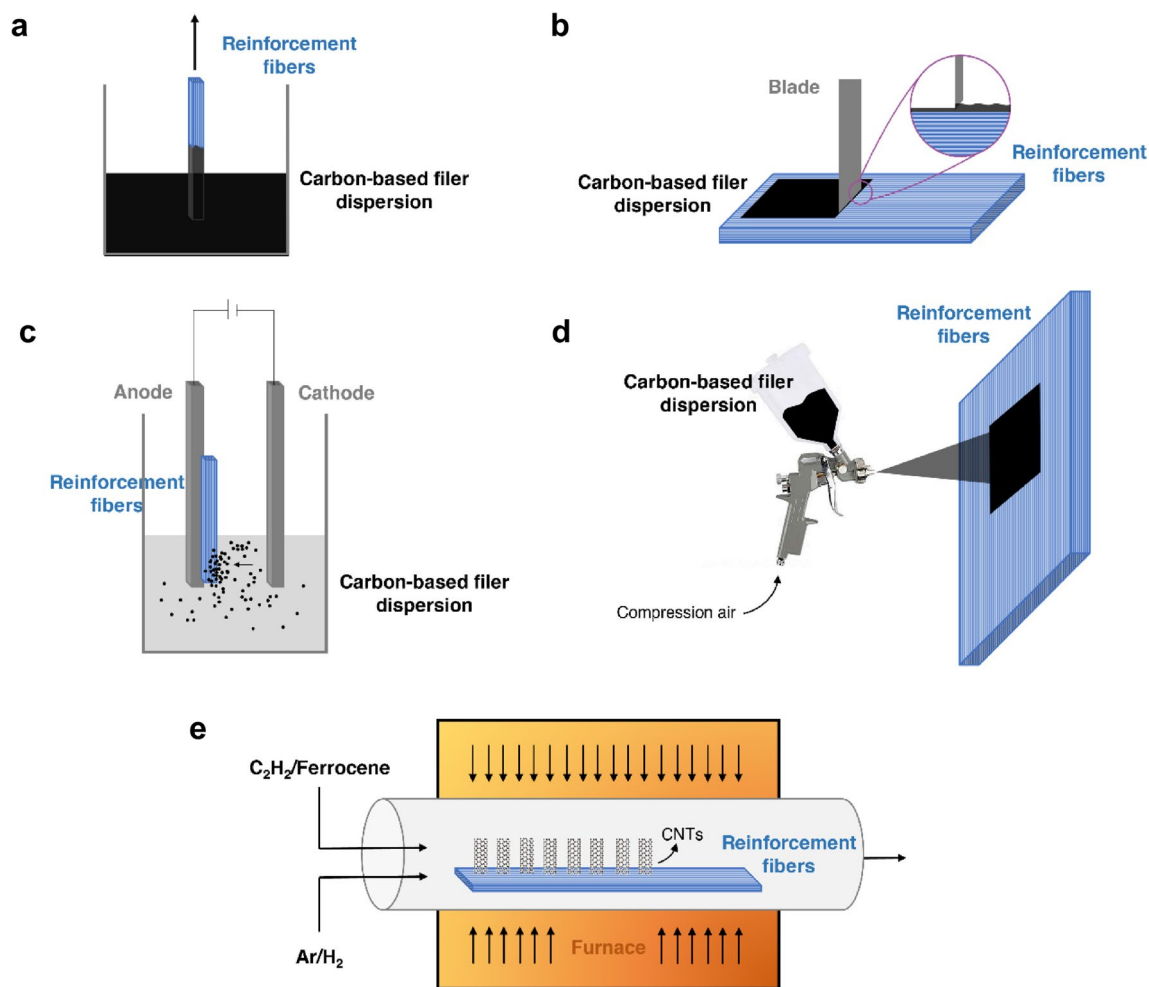 a
Reinforcement
fibers
Carbon-based filer
dispersion
b
Blade
Reinforcement
fibers
Carbon-based filer
dispersion
c
Anode
Cathode
Reinforcement
fibers
Carbon-based filer
dispersion
d
Reinforcement
fibers
Carbon-based filer
dispersion
Compression air
e
C₂H₂/Ferrocene
CNTs
Reinforcement
fibers
Furnace
Ar/H₂